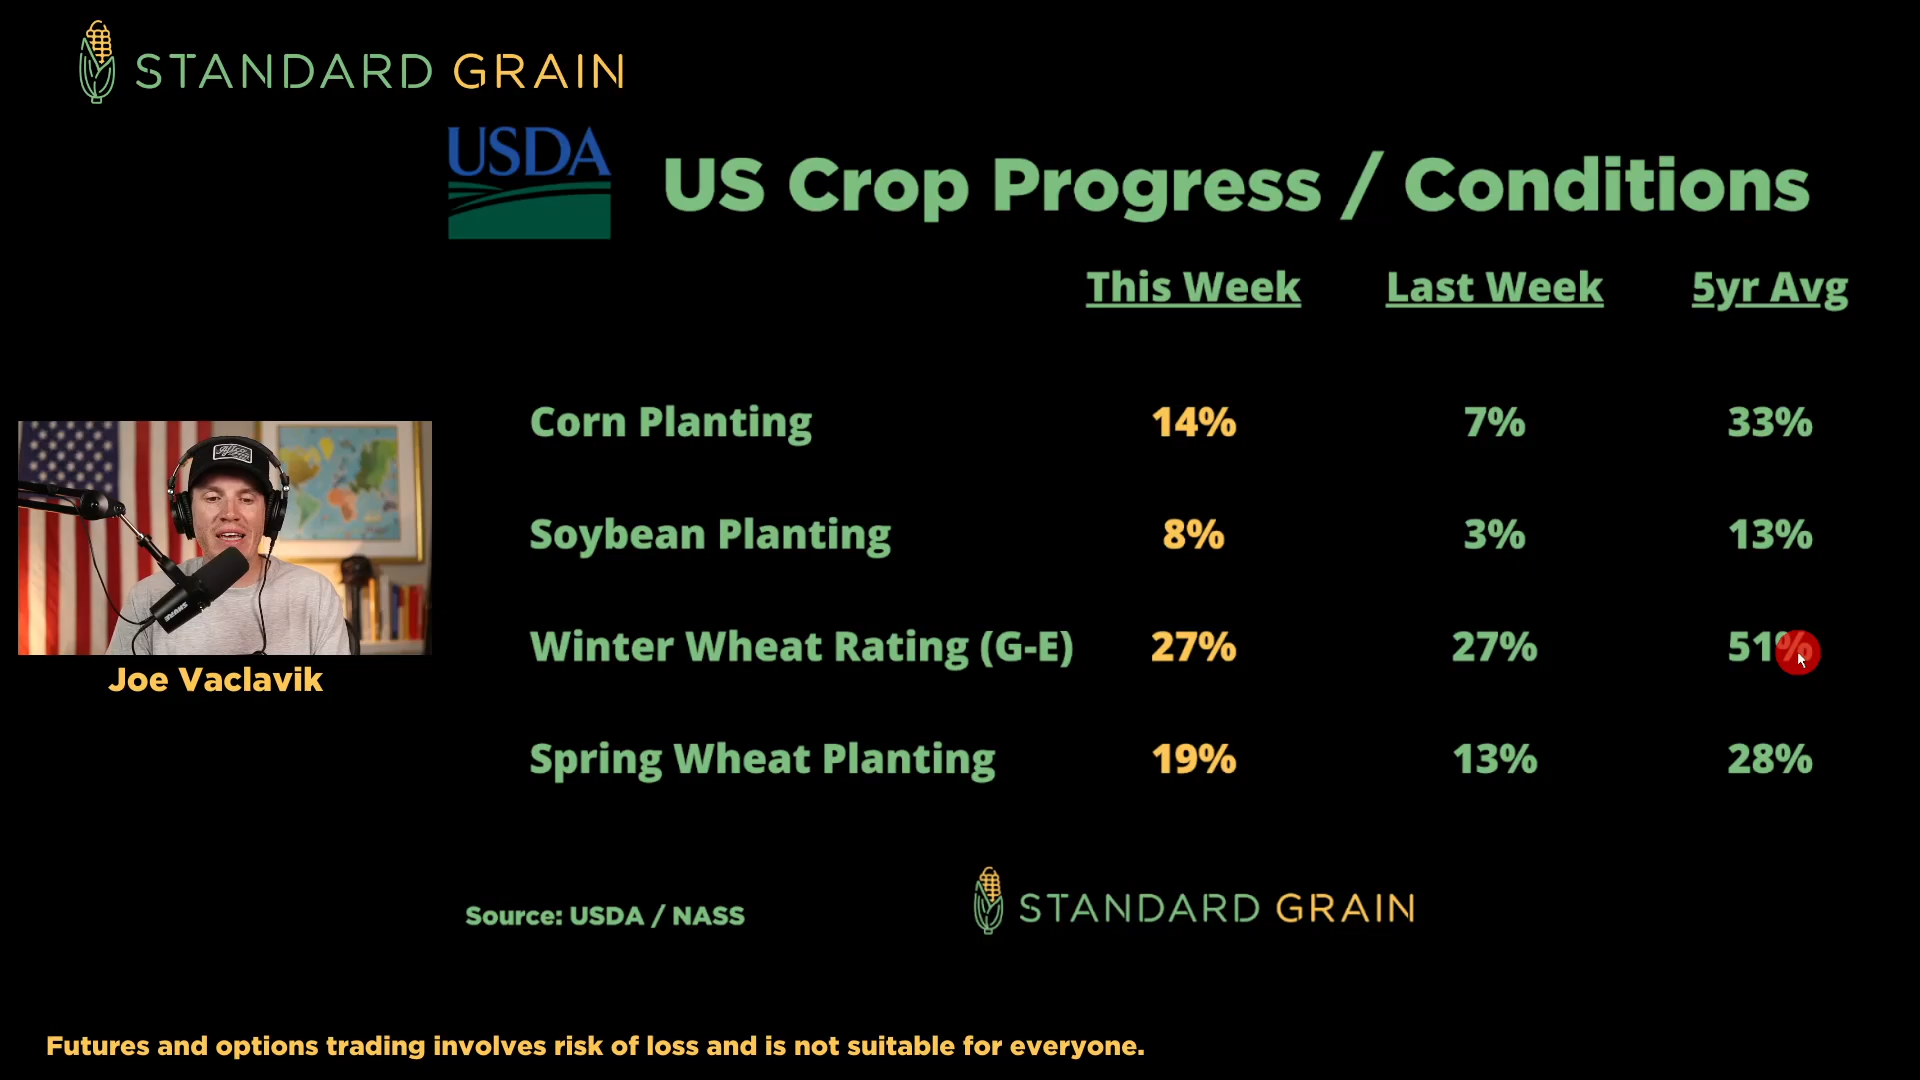 STANDARD GRAIN
USDA
US Crop Progress / Conditions
This Week Last Week 5yr Avg
Corn Planting 14% 7% 33%
Soybean Planting 8% 3% 13%
Winter Wheat Rating (G-E) 27% 27% 51%
Spring Wheat Planting 19% 13% 28%
SHURE
Joe Vaclavik
Source: USDA / NASS
STANDARD GRAIN
Futures and options trading involves risk of loss and is not suitable for everyone.